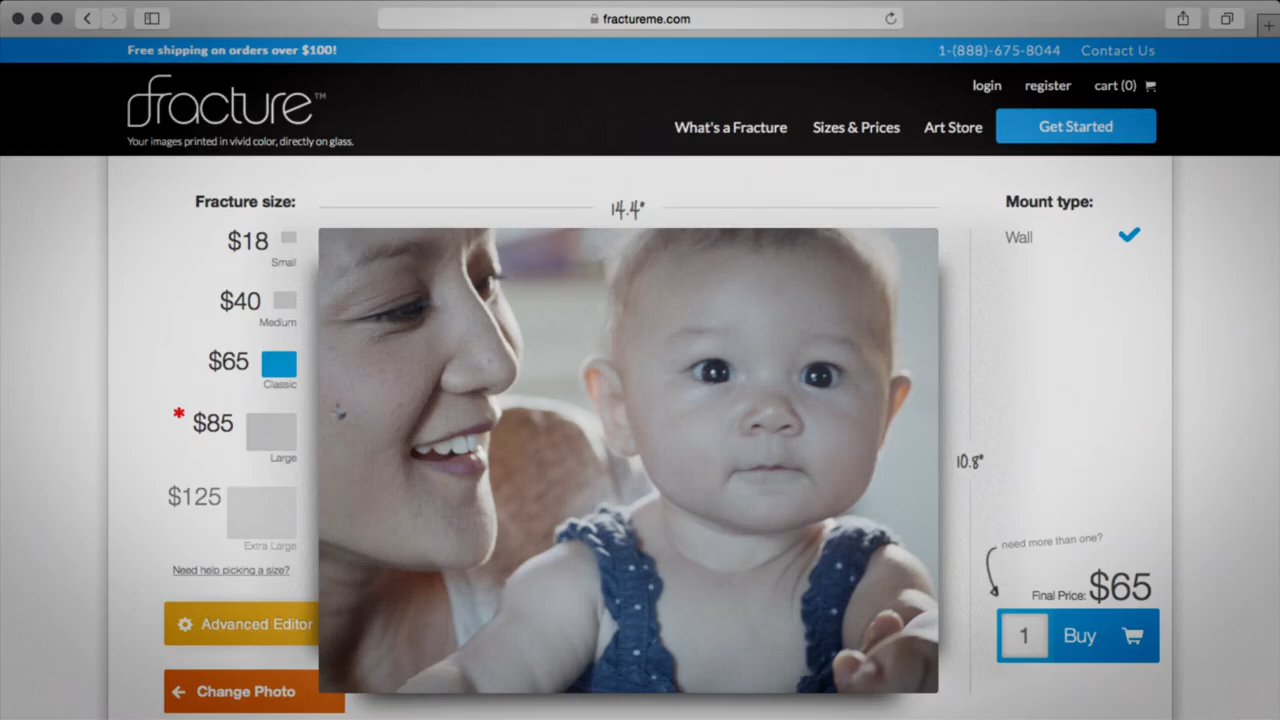 fractureme.com
Free shipping on orders over $100!
1-(888)-675-8044 Contact Us
login register cart (0)
fracture™
Your images printed in vivid color, directly on glass.
What's a Fracture Sizes & Prices Art Store Get Started
Fracture size:
14.4"
Mount type:
$18
Small
Wall
$40
Medium
$65
Classic
* $85
Large
10.8"
$125
Extra Large
Need help picking a size?
need more than one?
Final Price: $65
Advanced Editor
1 Buy
Change Photo